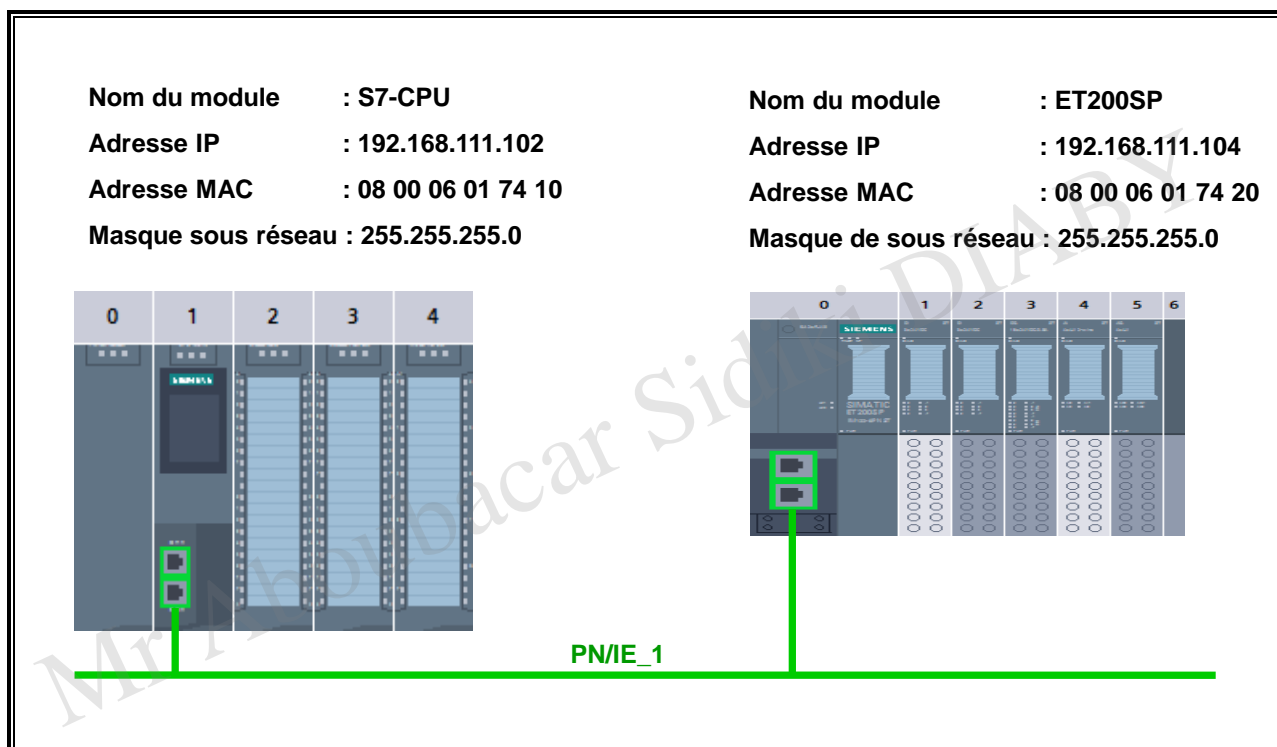 Nom du module : S7-CPU
Adresse IP : 192.168.111.102
Adresse MAC : 08 00 06 01 74 10
Masque sous réseau : 255.255.255.0
Nom du module : ET200SP
Adresse IP : 192.168.111.104
Adresse MAC : 08 00 06 01 74 20
Masque de sous réseau : 255.255.255.0
0 1 2 3 4
SIEMENS
0 1 2 3 4 5 6
SIEMENS
SIMATIC
ET 200SP
PN/IE_1
Mr Aboubacar Sidiki DIABY